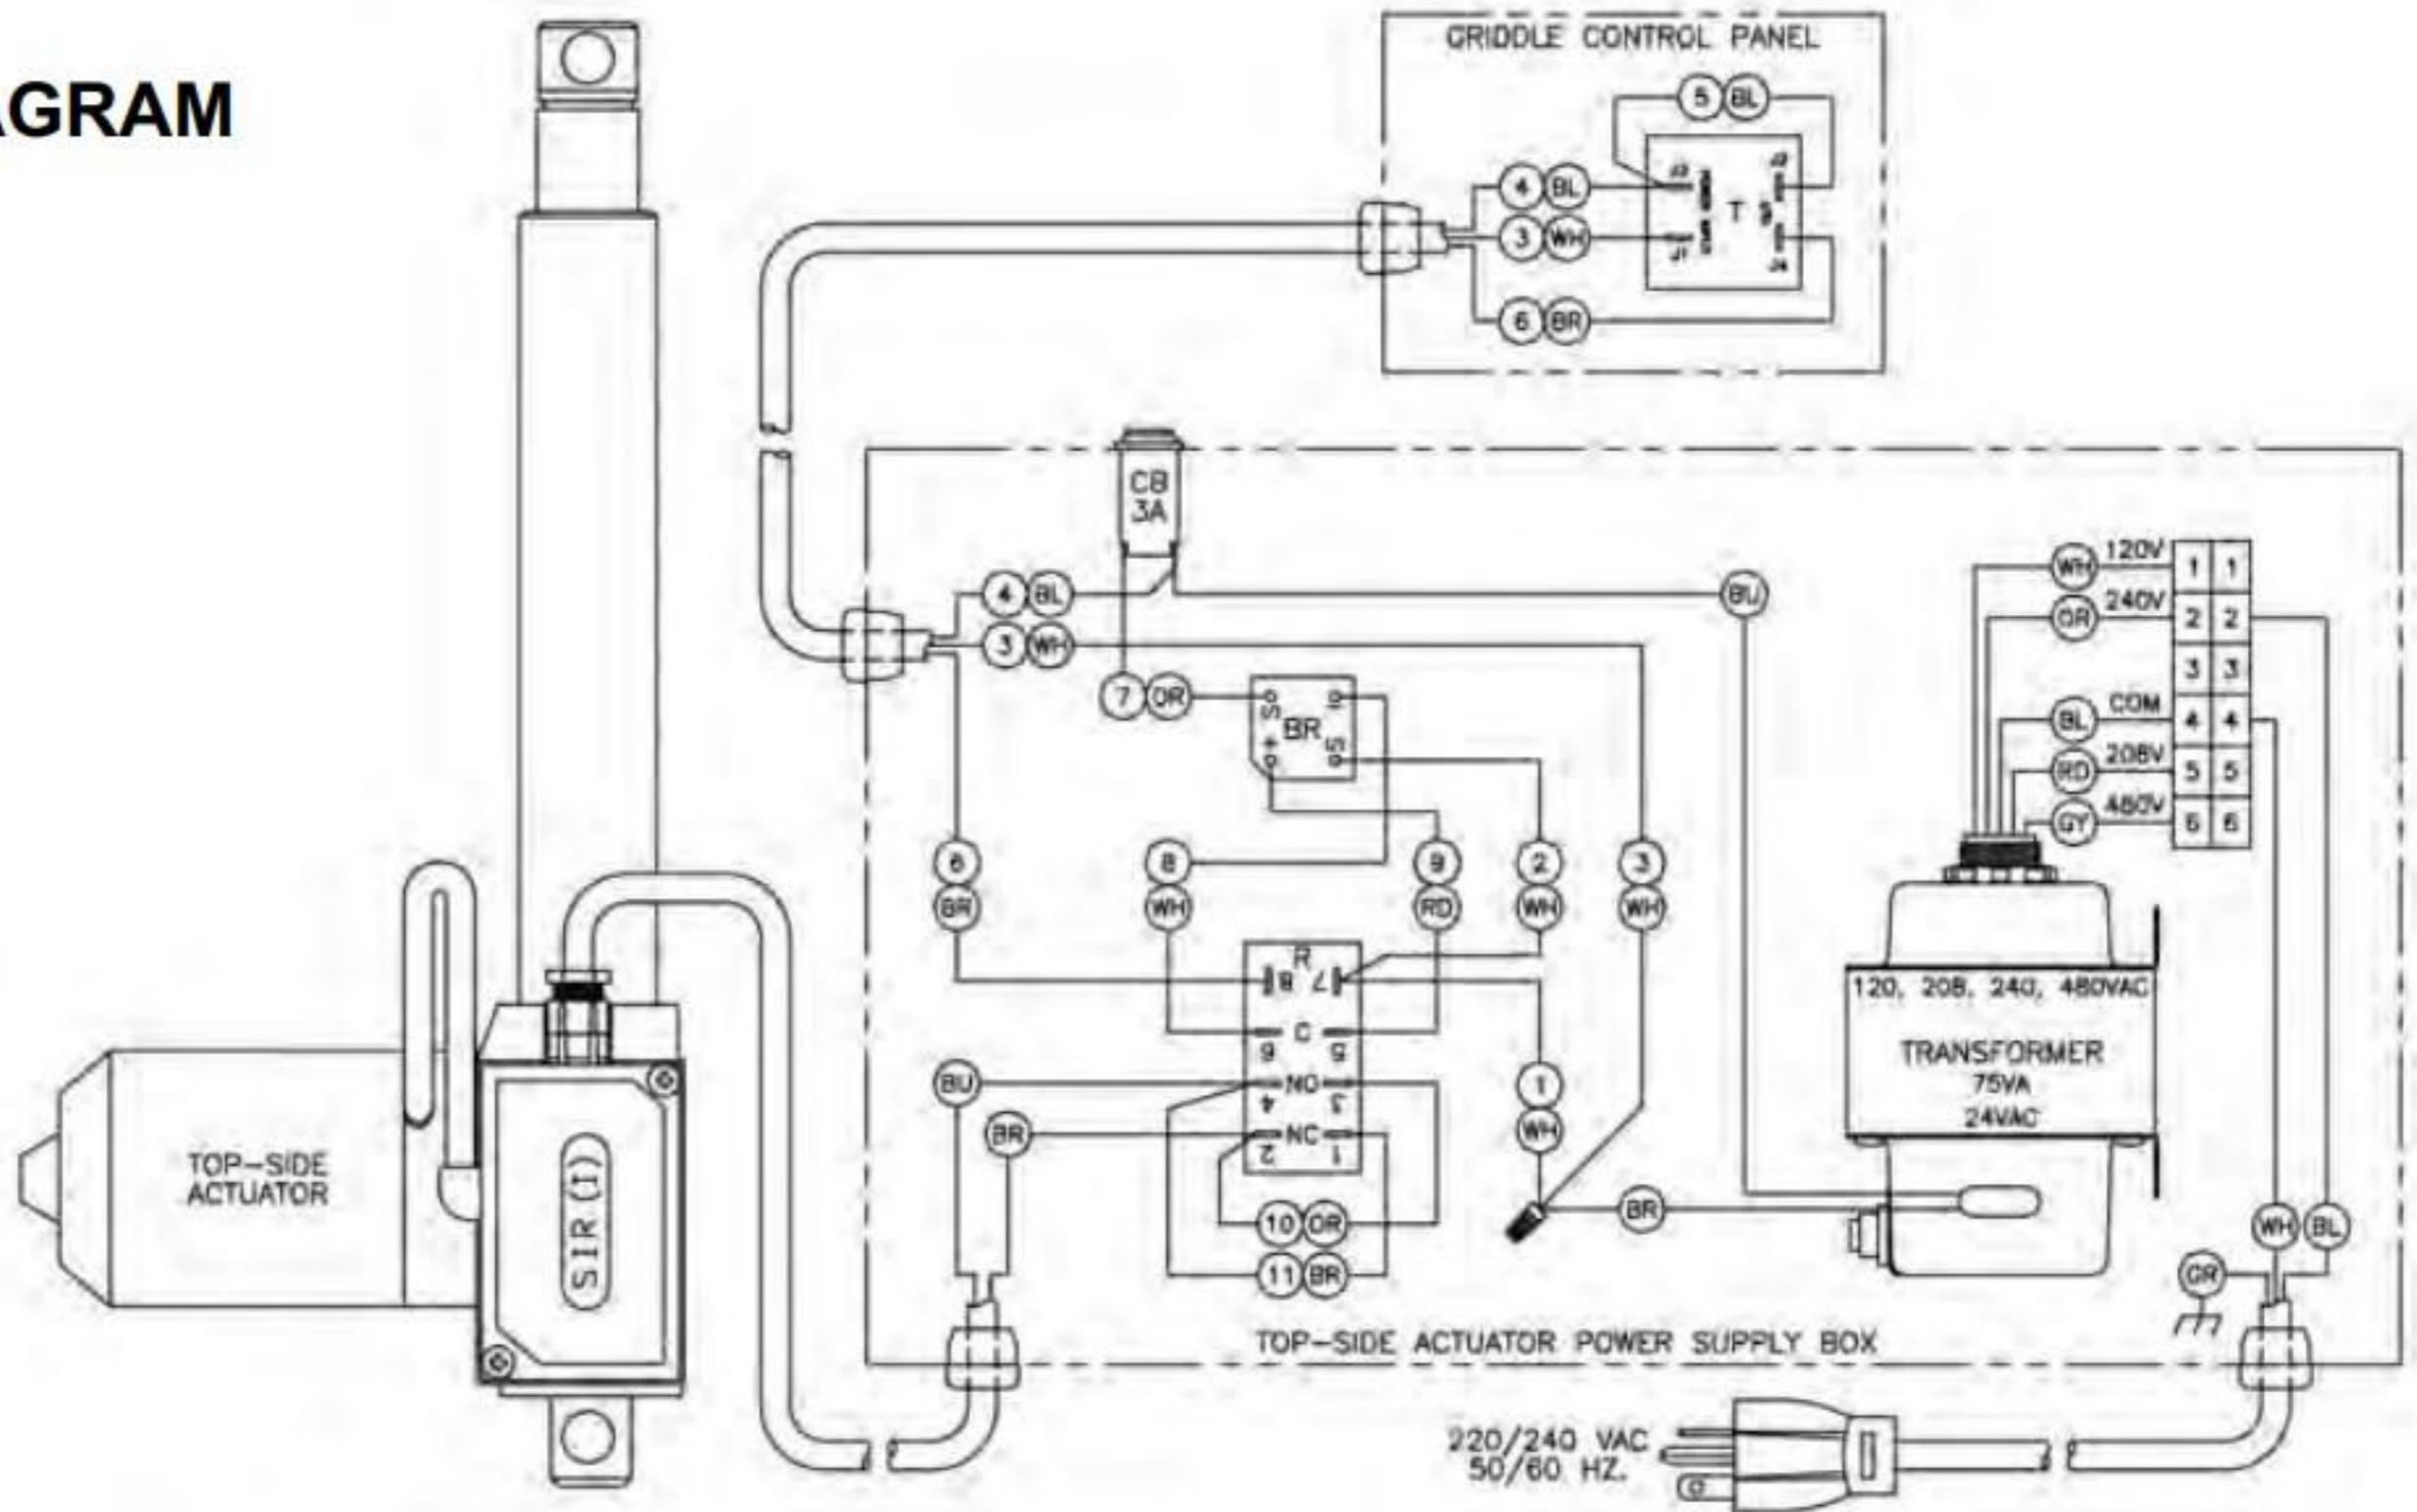 AGRAM
GRIDDLE CONTROL PANEL
5 BL
4 BL
3 WH
6 BR
J3
J2
T
J1
J4
CB
3A
4 BL
3 WH
BU
7 OR
BR
S
S
+
6
BR
8
WH
9
RD
2
WH
3
WH
R
8 7
C
6 5
NO
4 3
NC
2 1
BU
BR
10 OR
11 BR
1
WH
BR
WH 120V 1 1
OR 240V 2 2
3 3
BL COM 4 4
RD 208V 5 5
GY 480V 6 6
120, 208, 240, 480VAC
TRANSFORMER
75VA
24VAC
WH BL
GR
TOP-SIDE
ACTUATOR
SIR (I)
TOP-SIDE ACTUATOR POWER SUPPLY BOX
220/240 VAC
50/60 HZ.